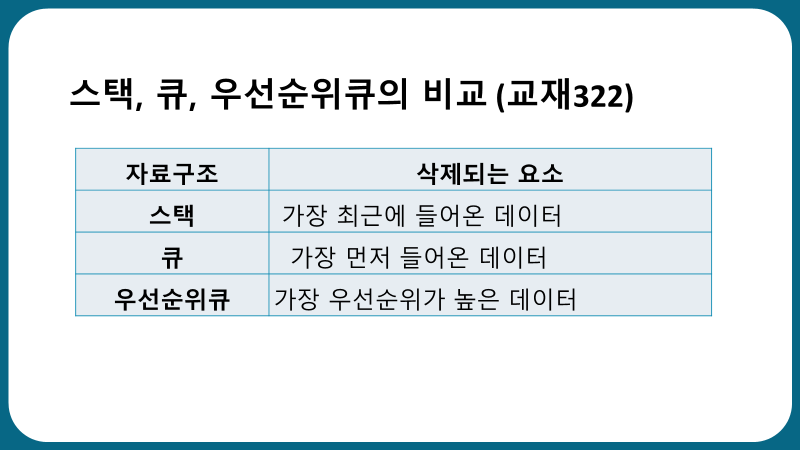 스택, 큐, 우선순위큐의 비교 (교재322)
자료구조 삭제되는 요소
스택 가장 최근에 들어온 데이터
큐 가장 먼저 들어온 데이터
우선순위큐 가장 우선순위가 높은 데이터